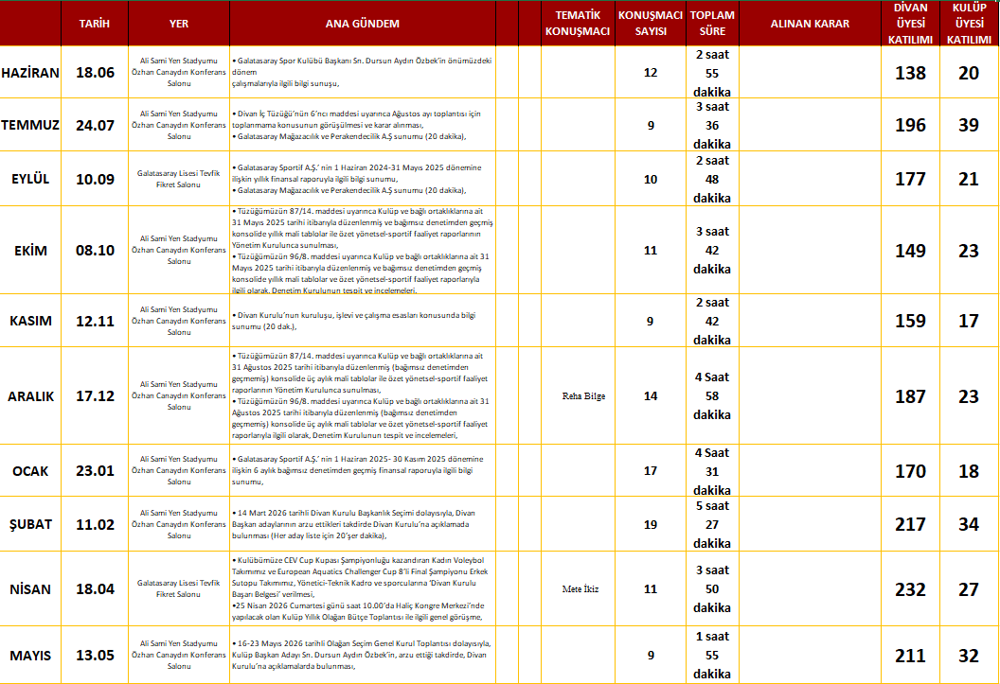 TARİH YER ANA GÜNDEM TEMATİK KONUŞMACI KONUŞMACI SAYISI TOPLAM SÜRE ALINAN KARAR DİVAN ÜYESİ KATILIMI KULÜP ÜYESİ KATILIMI
HAZİRAN
18.06
Ali Sami Yen Stadyumu
Özhan Canaydın Konferans
Salonu
• Galatasaray Spor Kulübü Başkanı Sn. Dursun Aydın Özbek’in önümüzdeki
dönem
çalışmalarıyla ilgili bilgi sunuşu,
12
2 saat
55
dakika
138
20
TEMMUZ
24.07
Ali Sami Yen Stadyumu
Özhan Canaydın Konferans
Salonu
• Divan İç Tüzüğü’nün 6’ncı maddesi uyarınca Ağustos ayı toplantısı için
toplanmama konusunun görüşülmesi ve karar alınması,
• Galatasaray Mağazacılık ve Perakendecilik A.Ş sunumu (20 dakika),
9
3 saat
36
dakika
196
39
EYLÜL
10.09
Galatasaray Lisesi Tevfik
Fikret Salonu
• Galatasaray Sportif A.Ş.’ nin 1 Haziran 2024-31 Mayıs 2025 dönemine
ilişkin yıllık finansal raporuyla ilgili bilgi sunumu,
• Galatasaray Mağazacılık ve Perakendecilik A.Ş sunumu (20 dakika),
10
2 saat
48
dakika
177
21
EKİM
08.10
Ali Sami Yen Stadyumu
Özhan Canaydın Konferans
Salonu
• Tüzüğümüzün 87/14. maddesi uyarınca Kulüp ve bağlı ortaklıklarına ait
31 Mayıs 2025 tarihi itibarıyla düzenlenmiş ve bağımsız denetimden geçmiş
konsolide yıllık mali tablolar ile özet yönetsel-sportif faaliyet raporlarının
Yönetim Kurulunca sunulması,
• Tüzüğümüzün 96/8. maddesi uyarınca Kulüp ve bağlı ortaklıklarına ait 31
Mayıs 2025 tarihi itibarıyla düzenlenmiş ve bağımsız denetimden geçmiş
konsolide yıllık mali tablolar ve özet yönetsel-sportif faaliyet raporlarıyla
ilgili olarak, Denetim Kurulunun tespit ve incelemeleri,
11
3 saat
42
dakika
149
23
KASIM
12.11
Ali Sami Yen Stadyumu
Özhan Canaydın Konferans
Salonu
• Divan Kurulu’nun kuruluşu, işlevi ve çalışma esasları konusunda bilgi
sunumu (20 dak.),
9
2 saat
42
dakika
159
17
ARALIK
17.12
Ali Sami Yen Stadyumu
Özhan Canaydın Konferans
Salonu
• Tüzüğümüzün 87/14. maddesi uyarınca Kulüp ve bağlı ortaklıklarına ait
31 Ağustos 2025 tarihi itibarıyla düzenlenmiş (bağımsız denetimden
geçmemiş) konsolide üç aylık mali tablolar ile özet yönetsel-sportif faaliyet
raporlarının Yönetim Kurulunca sunulması,
• Tüzüğümüzün 96/8. maddesi uyarınca Kulüp ve bağlı ortaklıklarına ait 31
Ağustos 2025 tarihi itibarıyla düzenlenmiş (bağımsız denetimden
geçmemiş) konsolide üç aylık mali tablolar ve özet yönetsel-sportif faaliyet
raporlarıyla ilgili olarak, Denetim Kurulunun tespit ve incelemeleri,
Reha Bilge
14
4 Saat
58
dakika
187
23
OCAK
23.01
Ali Sami Yen Stadyumu
Özhan Canaydın Konferans
Salonu
• Galatasaray Sportif A.Ş.’ nin 1 Haziran 2025- 30 Kasım 2025 dönemine
ilişkin 6 aylık bağımsız denetimden geçmiş finansal raporuyla ilgili bilgi
sunumu,
17
4 Saat
31
dakika
170
18
ŞUBAT
11.02
Ali Sami Yen Stadyumu
Özhan Canaydın Konferans
Salonu
• 14 Mart 2026 tarihli Divan Kurulu Başkanlık Seçimi dolayısıyla, Divan
Başkan adaylarının arzu ettikleri takdirde Divan Kurulu’na açıklamada
bulunması (Her aday liste için 20’şer dakika),
19
5 saat
27
dakika
217
34
NİSAN
18.04
Galatasaray Lisesi Tevfik
Fikret Salonu
• Kulübümüze CEV Cup Kupası Şampiyonluğu kazandıran Kadın Voleybol
Takımımız ve European Aquatics Challenger Cup 8’li Final Şampiyonu Erkek
Sutopu Takımımız, Yönetici-Teknik Kadro ve sporcularına ‘Divan Kurulu
Başarı Belgesi’ verilmesi,
•25 Nisan 2026 Cumartesi günü saat 10.00’da Haliç Kongre Merkezi’nde
yapılacak olan Kulüp Yıllık Olağan Bütçe Toplantısı ile ilgili genel görüşme,
Mete İkiz
11
3 saat
50
dakika
232
27
MAYIS
13.05
Ali Sami Yen Stadyumu
Özhan Canaydın Konferans
Salonu
• 16-23 Mayıs 2026 tarihli Olağan Seçim Genel Kurul Toplantısı dolayısıyla,
Kulüp Başkan Adayı Sn. Dursun Aydın Özbek’in, arzu ettiği takdirde, Divan
Kurulu’na açıklamalarda bulunması,
9
1 saat
55
dakika
211
32